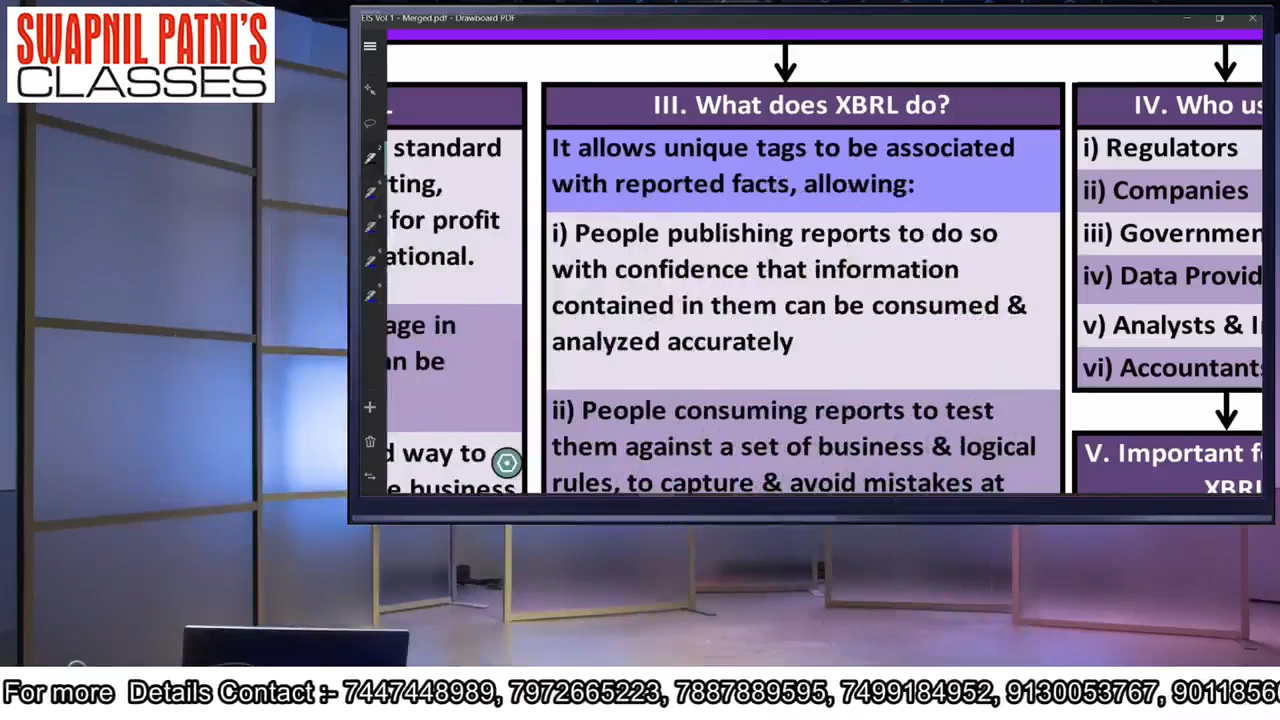 SWAPNIL PATNI'S
CLASSES
EIS Vol 1 - Merged.pdf - Drawboard PDF
standard
ting,
for profit
ational.
age in
an be
d way to
e business
III. What does XBRL do?
It allows unique tags to be associated
with reported facts, allowing:
i) People publishing reports to do so
with confidence that information
contained in them can be consumed &
analyzed accurately
ii) People consuming reports to test
them against a set of business & logical
rules, to capture & avoid mistakes at
IV. Who us
i) Regulators
ii) Companies
iii) Governmen
iv) Data Provid
v) Analysts & I
vi) Accountants
V. Important f
XBRL
For more Details Contact :- 7447448989, 7972665223, 7887889595, 7499184952, 9130053767, 90118561